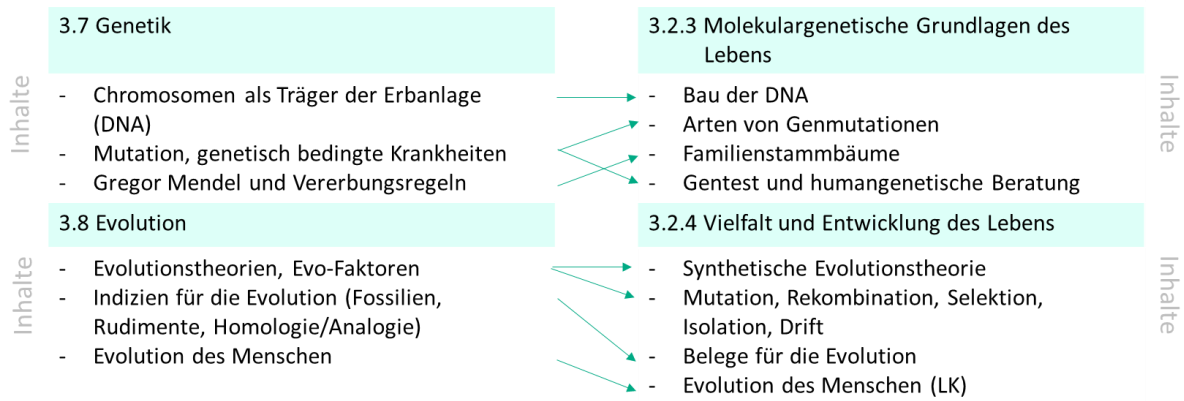 3.7 Genetik
Inhalte
- Chromosomen als Träger der Erbanlage
(DNA)
- Mutation, genetisch bedingte Krankheiten
- Gregor Mendel und Vererbungsregeln
3.2.3 Molekulargenetische Grundlagen des
Lebens
- Bau der DNA
- Arten von Genmutationen
- Familienstammbäume
- Gentest und humangenetische Beratung
Inhalte
3.8 Evolution
Inhalte
- Evolutionstheorien, Evo-Faktoren
- Indizien für die Evolution (Fossilien,
Rudimente, Homologie/Analogie)
- Evolution des Menschen
3.2.4 Vielfalt und Entwicklung des Lebens
- Synthetische Evolutionstheorie
- Mutation, Rekombination, Selektion,
Isolation, Drift
- Belege für die Evolution
- Evolution des Menschen (LK)
Inhalte